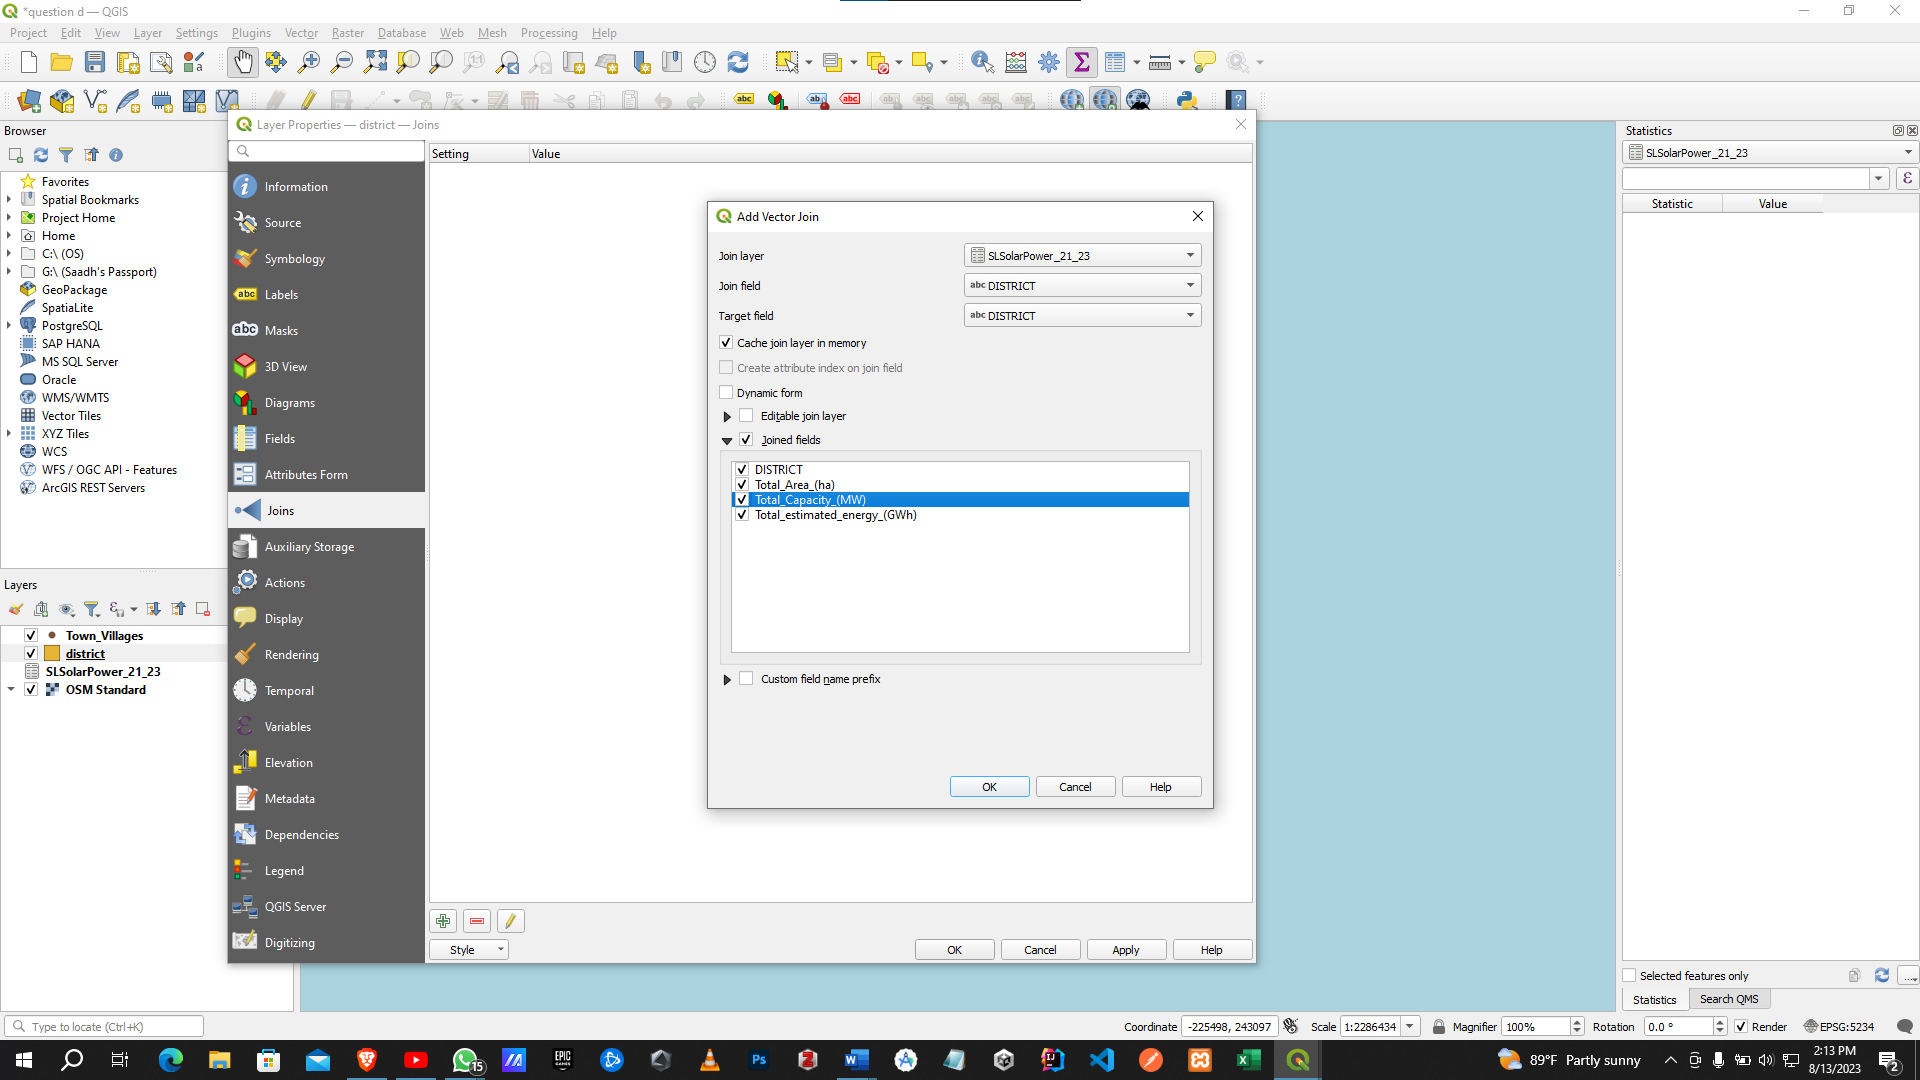 *question d — QGIS
Project Edit View Layer Settings Plugins Vector Raster Database Web Mesh Processing Help
Browser
Favorites
Spatial Bookmarks
Project Home
Home
C:\ (OS)
G:\ (Saadh's Passport)
GeoPackage
SpatiaLite
PostgreSQL
SAP HANA
MS SQL Server
Oracle
WMS/WMTS
Vector Tiles
XYZ Tiles
WCS
WFS / OGC API - Features
ArcGIS REST Servers
Layers
Town_Villages
district
SLSolarPower_21_23
OSM Standard
Layer Properties — district — Joins
Information
Source
Symbology
abc Labels
abc Masks
3D View
Diagrams
Fields
Attributes Form
Joins
Auxiliary Storage
Actions
Display
Rendering
Temporal
Variables
Elevation
Metadata
Dependencies
Legend
QGIS Server
Digitizing
Setting Value
Add Vector Join
Join layer SLSolarPower_21_23
Join field abc DISTRICT
Target field abc DISTRICT
Cache join layer in memory
Create attribute index on join field
Dynamic form
Editable join layer
Joined fields
DISTRICT
Total_Area_(ha)
Total_Capacity_(MW)
Total_estimated_energy_(GWh)
Custom field name prefix
OK Cancel Help
Style OK Cancel Apply Help
Statistics
SLSolarPower_21_23
ε
Statistic Value
Selected features only
Statistics Search QMS
Type to locate (Ctrl+K)
Coordinate -225498, 243097 Scale 1:2286434 Magnifier 100% Rotation 0.0 ° Render EPSG:5234
15
EPIC GAMES
Ps
89°F Partly sunny
2:13 PM
8/13/2023
2